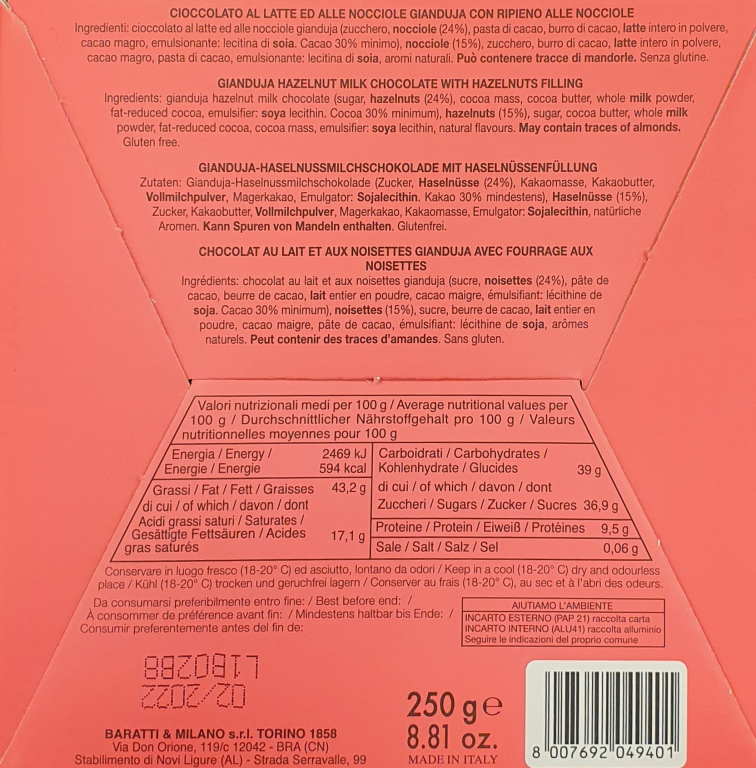 CIOCCOLATO AL LATTE ED ALLE NOCCIOLE GIANDUJA CON RIPIENO ALLE NOCCIOLE
Ingredienti: cioccolato al latte ed alle nocciole gianduja (zucchero, nocciole (24%), pasta di cacao, burro di cacao, latte intero in polvere,
cacao magro, emulsionante: lecitina di soia. Cacao 30% minimo), nocciole (15%), zucchero, burro di cacao, latte intero in polvere,
cacao magro, pasta di cacao, emulsionante: lecitina di soia, aromi naturali. Può contenere tracce di mandorle. Senza glutine.
GIANDUJA HAZELNUT MILK CHOCOLATE WITH HAZELNUTS FILLING
Ingredients: gianduja hazelnut milk chocolate (sugar, hazelnuts (24%), cocoa mass, cocoa butter, whole milk powder,
fat-reduced cocoa, emulsifier: soya lecithin. Cocoa 30% minimum), hazelnuts (15%), sugar, cocoa butter, whole milk
powder, fat-reduced cocoa, cocoa mass, emulsifier: soya lecithin, natural flavours. May contain traces of almonds.
Gluten free.
GIANDUJA-HASELNUSSMILCHSCHOKOLADE MIT HASELNÜSSENFÜLLUNG
Zutaten: Gianduja-Haselnussmilchschokolade (Zucker, Haselnüsse (24%), Kakaomasse, Kakaobutter,
Vollmilchpulver, Magerkakao, Emulgator: Sojalecithin. Kakao 30% mindestens), Haselnüsse (15%),
Zucker, Kakaobutter, Vollmilchpulver, Magerkakao, Kakaomasse, Emulgator: Sojalecithin, natürliche
Aromen. Kann Spuren von Mandeln enthalten. Glutenfrei.
CHOCOLAT AU LAIT ET AUX NOISETTES GIANDUJA AVEC FOURRAGE AUX
NOISETTES
Ingrédients: chocolat au lait et aux noisettes gianduja (sucre, noisettes (24%), pâte de
cacao, beurre de cacao, lait entier en poudre, cacao maigre, émulsifiant: lécithine de
soja. Cacao 30% minimum), noisettes (15%), sucre, beurre de cacao, lait entier en
poudre, cacao maigre, pâte de cacao, émulsifiant: lécithine de soja, arômes
naturels. Peut contenir des traces d'amandes. Sans gluten.
Valori nutrizionali medi per 100 g / Average nutritional values per
100 g / Durchschnittlicher Nährstoffgehalt pro 100 g / Valeurs
nutritionnelles moyennes pour 100 g
Energia / Energy / 2469 kJ
Energie / Energie 594 kcal
Grassi / Fat / Fett / Graisses 43,2 g
di cui / of which / davon / dont
Acidi grassi saturi / Saturates /
Gesättigte Fettsäuren / Acides 17,1 g
gras saturés
Carboidrati / Carbohydrates /
Kohlenhydrate / Glucides 39 g
di cui / of which / davon / dont
Zuccheri / Sugars / Zucker / Sucres 36,9 g
Proteine / Protein / Eiweiß / Protéines 9,5 g
Sale / Salt / Salz / Sel 0,06 g
Conservare in luogo fresco (18-20° C) ed asciutto, lontano da odori / Keep in a cool (18-20° C) dry and odourless
place / Kühl (18-20° C) trocken und geruchfrei lagern / Conserver au frais (18-20° C), au sec et à l'abri des odeurs.
Da consumarsi preferibilmente entro fine: / Best before end: /
À consommer de préférence avant fin: / Mindestens haltbar bis Ende: /
Consumir preferentemente antes del fin de:
AIUTIAMO L'AMBIENTE
INCARTO ESTERNO (PAP 21) raccolta carta
INCARTO INTERNO (ALU41) raccolta alluminio
Seguire le indicazioni del proprio comune
L180288
02/2022
250 g e
8.81 oz.
MADE IN ITALY
BARATTI & MILANO s.r.l. TORINO 1858
Via Don Orione, 119/c 12042 - BRA (CN)
Stabilimento di Novi Ligure (AL) - Strada Serravalle, 99
8 007692 049401